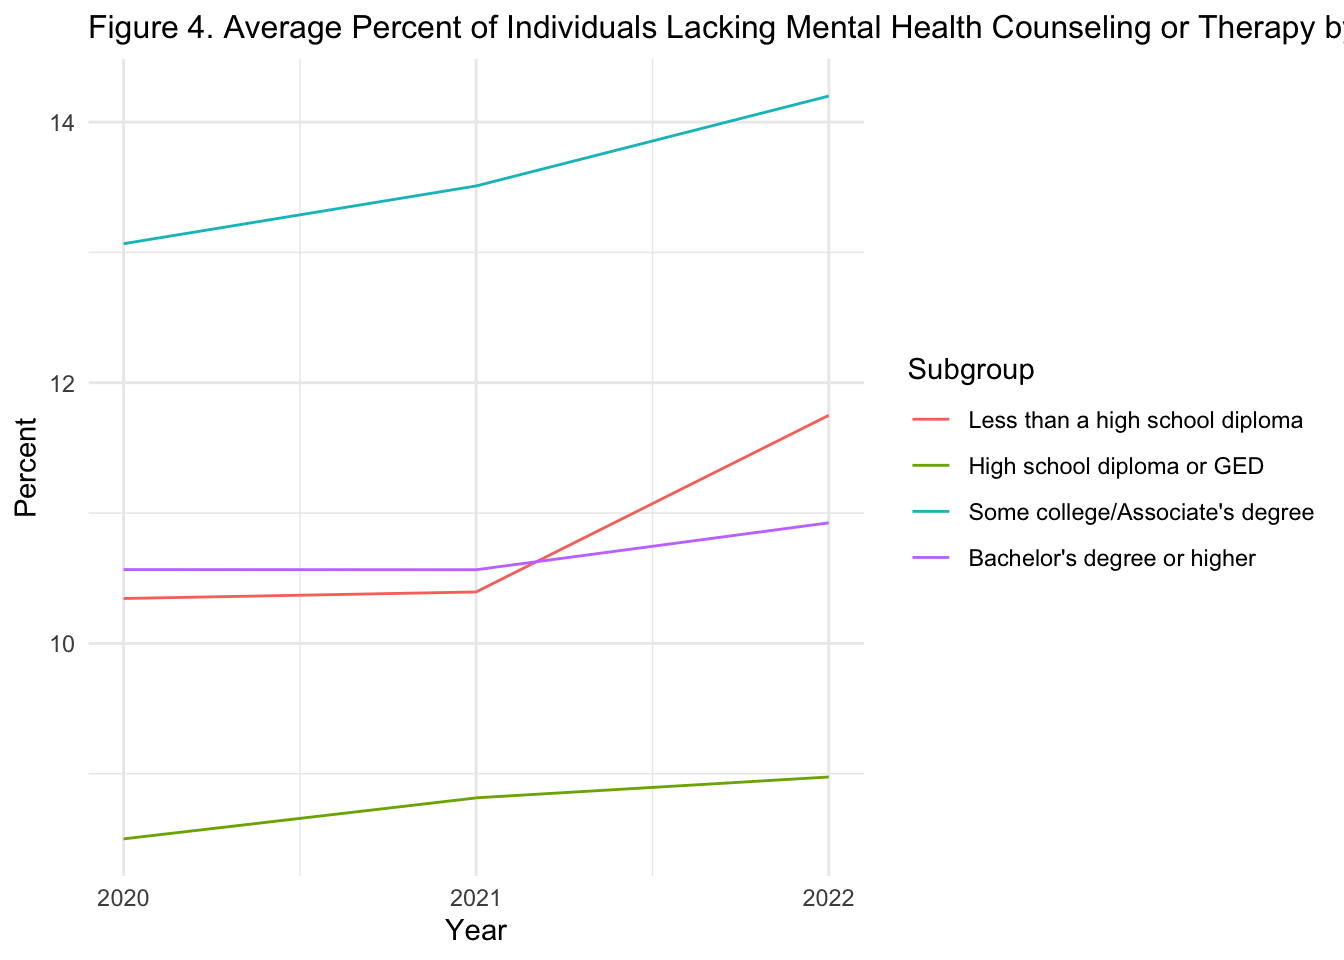 Figure 4. Average Percent of Individuals Lacking Mental Health Counseling or Therapy
14
12
10
Percent
2020
2021
2022
Year
Subgroup
Less than a high school diploma
High school diploma or GED
Some college/Associate's degree
Bachelor's degree or higher